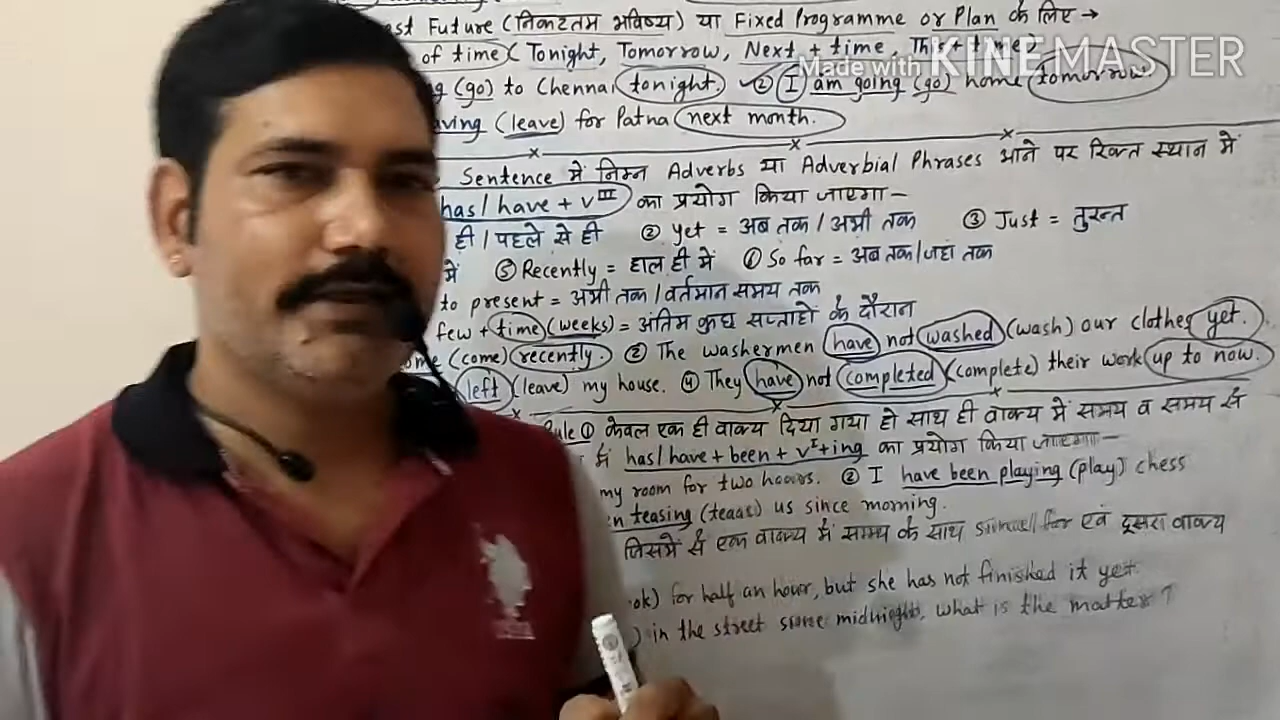 st Future (निकटतम भविष्य) या Fixed Programme or Plan के लिए →
of time ( Tonight, Tomorrow, Next + time, This + time)
Made with KINEMASTER
(go) to Chennai tonight. ② I am going (go) home tomorrow.
aving (leave) for Patna next month.
Sentence में निम्न Adverbs या Adverbial Phrases आने पर रिक्त स्थान में
has/have + vIII का प्रयोग किया जाएगा—
ही / पहले से ही ② yet = अब तक / अभी तक ③ Just = तुरन्त
में ⑤ Recently = हाल ही में ⑥ So far = अब तक/जहां तक
to present = अभी तक / वर्तमान समय तक
few + time (weeks) = अंतिम कुछ सप्ताहों के दौरान
ome (come) recently. ② The washermen have not washed (wash) our clothes yet.
left (leave) my house. ④ They have not completed (complete) their work up to now.
Rule ① केवल एक ही वाक्य दिया गया हो साथ ही वाक्य में समय व समय से
में has/have + been + vI + ing का प्रयोग किया जाएगा—
my room for two hours. ② I have been playing (play) chess
n teasing (teaas) us since morning.
जिसमें से एक वाक्य में समय के साथ since/for एवं दूसरा वाक्य
ok) for half an hour, but she has not finished it yet.
) in the street since midnight, what is the matter?